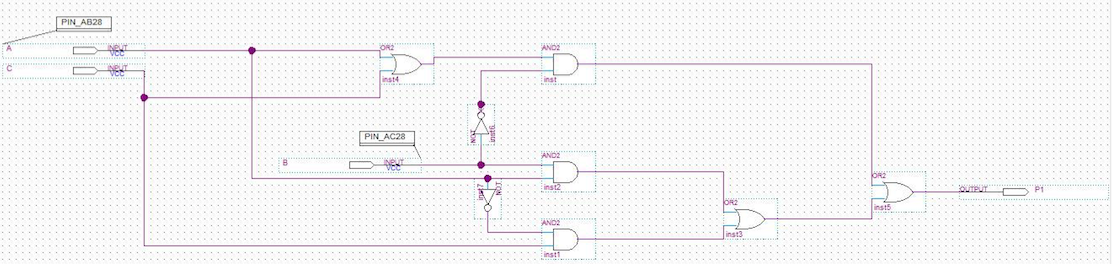 PIN_AB28
A INPUT VCC
C INPUT VCC
OR2
inst4
AND2
inst
NOT
inst6
PIN_AC28
B INPUT VCC
AND2
inst2
inst7
NOT
AND2
inst1
OR2
inst3
OR2
inst5
OUTPUT P1